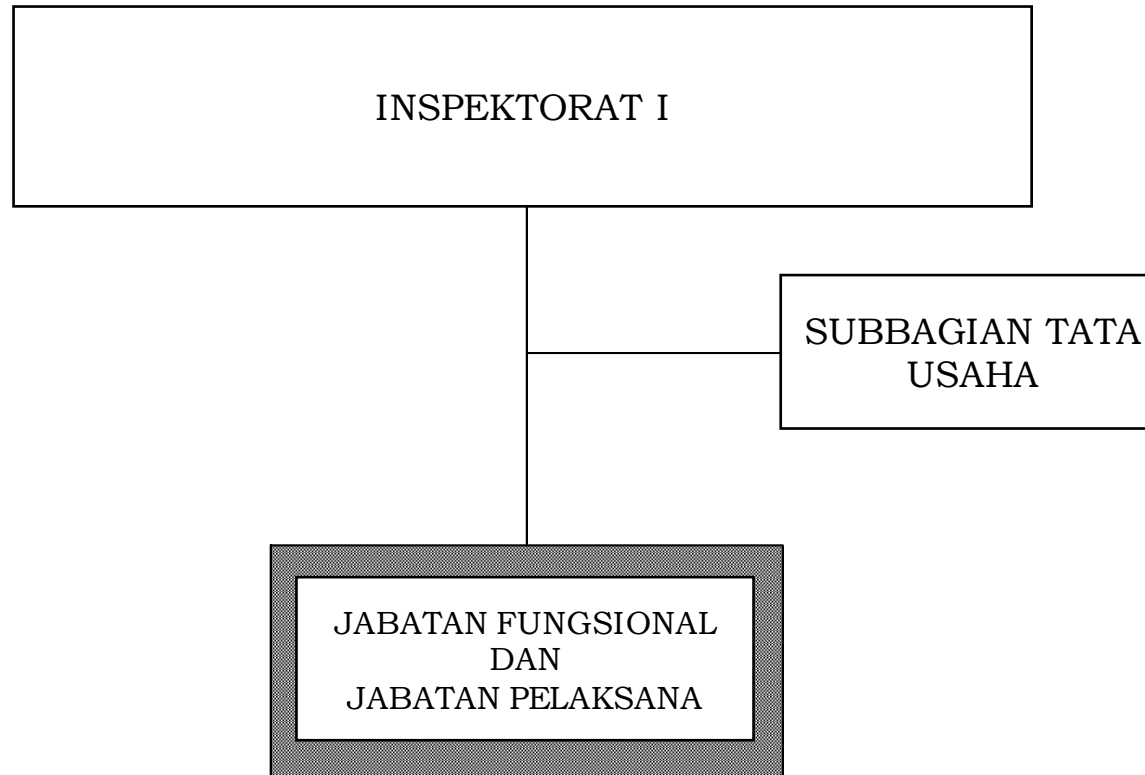 INSPEKTORAT I
SUBBAGIAN TATA
USAHA
JABATAN FUNGSIONAL
DAN
JABATAN PELAKSANA